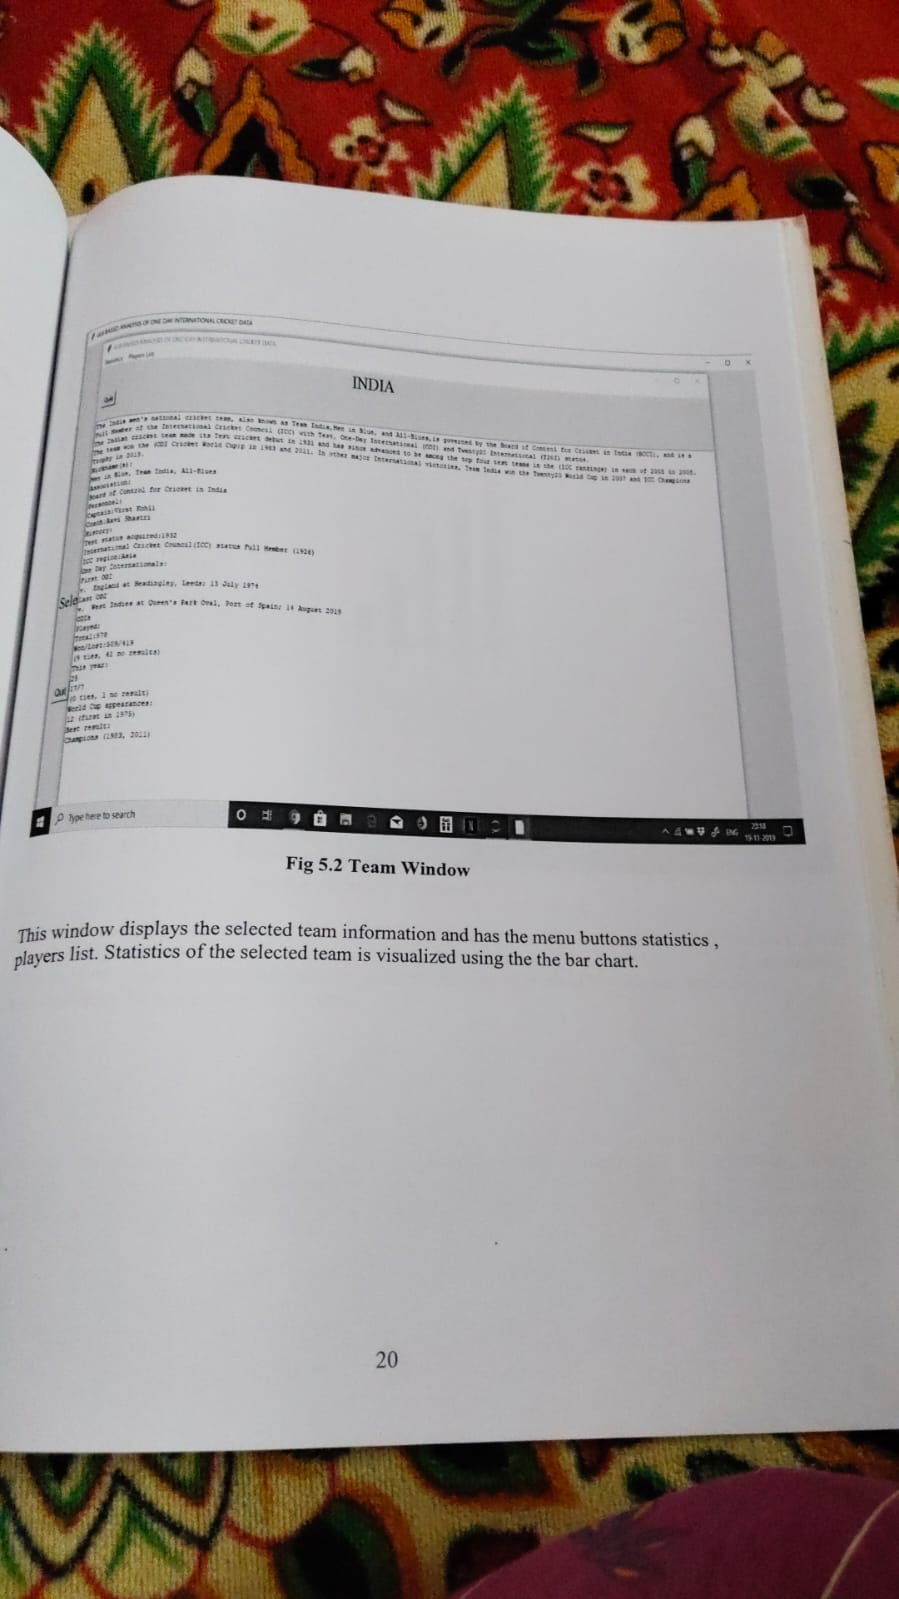 ANALYSIS OF ONE DAY INTERNATIONAL CRICKET DATA
ANALYSIS OF ONE DAY INTERNATIONAL CRICKET DATA
Statistics Players List
INDIA
Quit
The India men's national cricket team, also known as Team India,Men in Blue, and All-Blues,is governed by the Board of Control for Cricket in India (BCCI), and is a
Full Member of the International Cricket Council (ICC) with Test, One-Day International (ODI) and Twenty20 International (T20I) status.
The Indian cricket team made its Test cricket debut in and has since advanced to be among the top four test teams in the (ICC rankings) in each of to
The team won the (ODI Cricket World Cup)p in 1983 and 2011. In other major International victories, Team India won the Twenty20 World Cup in 2007 and ICC Champions
Trophy in
Nickname(s):
Men in Blue, Team India, All-Blues
Association:
Board of Control for Cricket in India
Personnel:
Captain:Virat Kohli
Coach:Ravi Shastri
History:
Test status acquired:1932
International Cricket Council(ICC) status Full Member (1926)
ICC region:Asia
One Day Internationals:
First ODI
v. England at Headingley, Leeds; 13 July 1974
Sele
Last ODI
v. West Indies at Queen's Park Oval, Port of Spain; 14 August 2019
ODIs
Played:
Total:978
Won/Lost:509/419
(9 ties, 41 no results)
This year:
Quit
17/7
(0 ties, 1 no result)
World Cup appearances:
12 (first in 1975)
Best result:
Champions (1983, 2011)
Type here to search
ENG
15-11-2019
Fig 5.2 Team Window
This window displays the selected team information and has the menu buttons statistics ,
players list. Statistics of the selected team is visualized using the the bar chart.
20